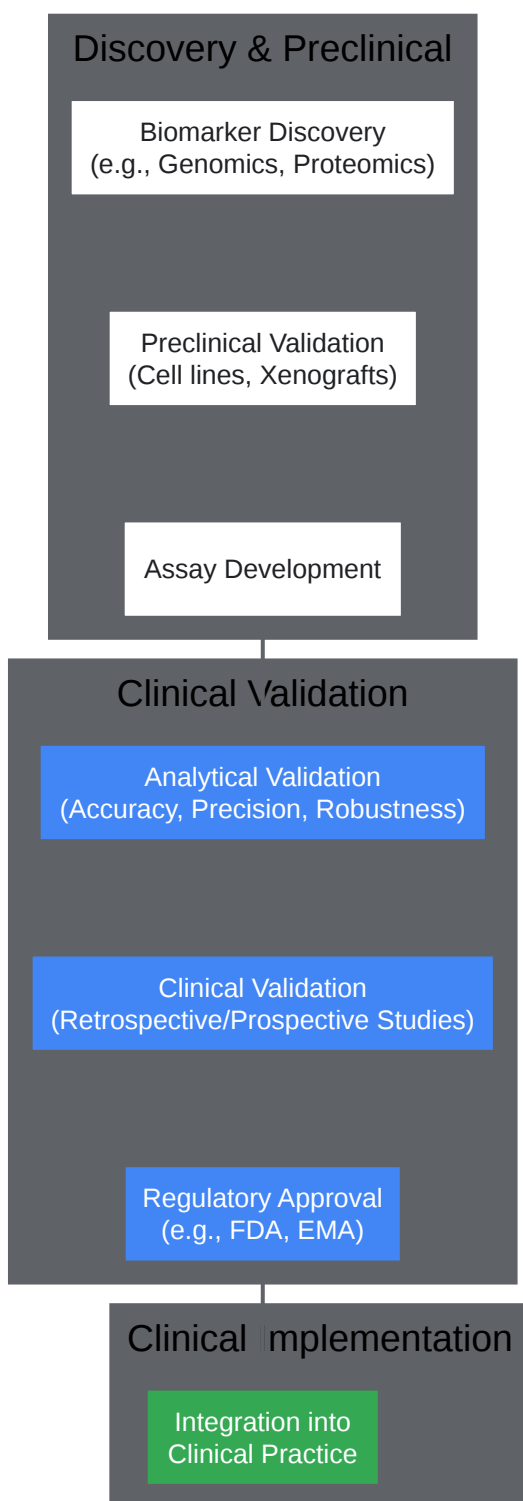 Discovery & Preclinical
Biomarker Discovery
(e.g., Genomics, Proteomics)
Preclinical Validation
(Cell lines, Xenografts)
Assay Development
Clinical Validation
Analytical Validation
(Accuracy, Precision, Robustness)
Clinical Validation
(Retrospective/Prospective Studies)
Regulatory Approval
(e.g., FDA, EMA)
Clinical Implementation
Integration into
Clinical Practice